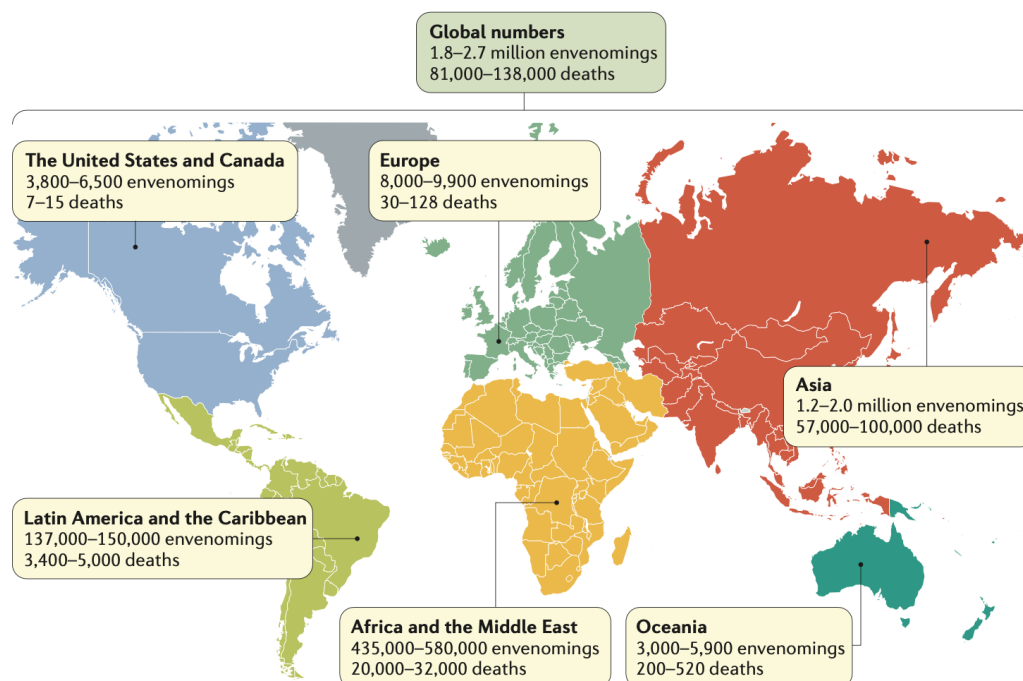 Global numbers
1.8–2.7 million envenomings
81,000–138,000 deaths
The United States and Canada
3,800–6,500 envenomings
7–15 deaths
Europe
8,000–9,900 envenomings
30–128 deaths
Asia
1.2–2.0 million envenomings
57,000–100,000 deaths
Latin America and the Caribbean
137,000–150,000 envenomings
3,400–5,000 deaths
Africa and the Middle East
435,000–580,000 envenomings
20,000–32,000 deaths
Oceania
3,000–5,900 envenomings
200–520 deaths